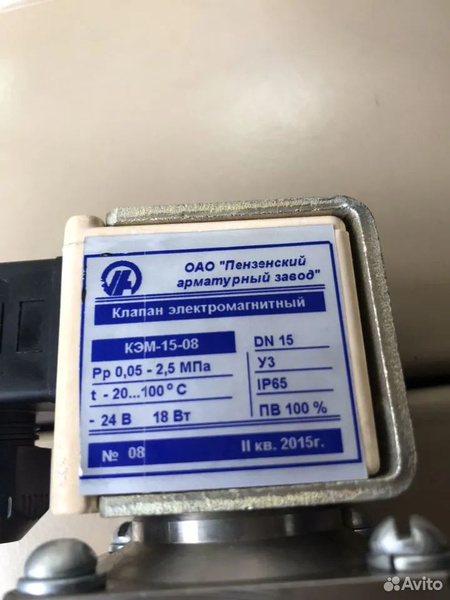 ОАО "Пензенский
арматурный завод"
Клапан электромагнитный
КЭМ-15-08
DN 15
Рр 0,05 - 2,5 МПа
У3
t - 20...100°С
IP65
- 24 В 18 Вт
ПВ 100 %
№ 08
II кв. 2015г.
Avito